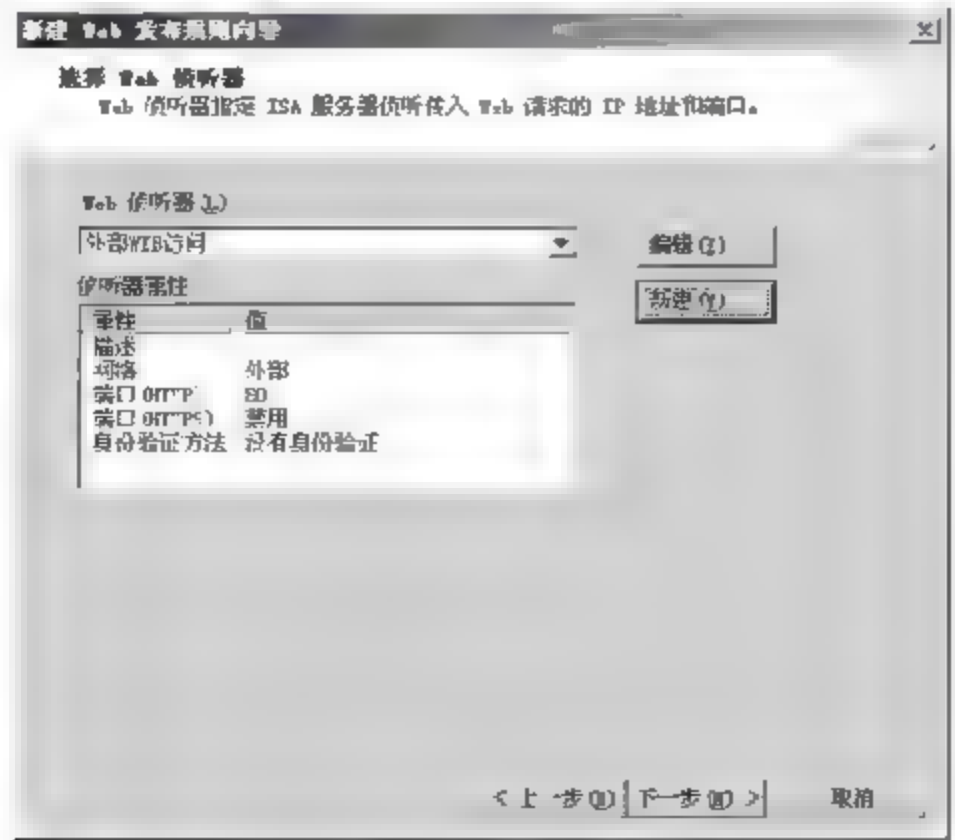 新建 Web 发布规则向导
选择 Web 侦听器
Web 侦听器指定 ISA 服务器侦听传入 Web 请求的 IP 地址和端口。
Web 侦听器(L)
外部WEB访问
编辑(I)
侦听器属性
新建(W)
属性 值
描述
网络 外部
端口(HTTP) 80
端口(HTTPS) 禁用
身份验证方法 没有身份验证
< 上一步(B) 下一步(N) > 取消